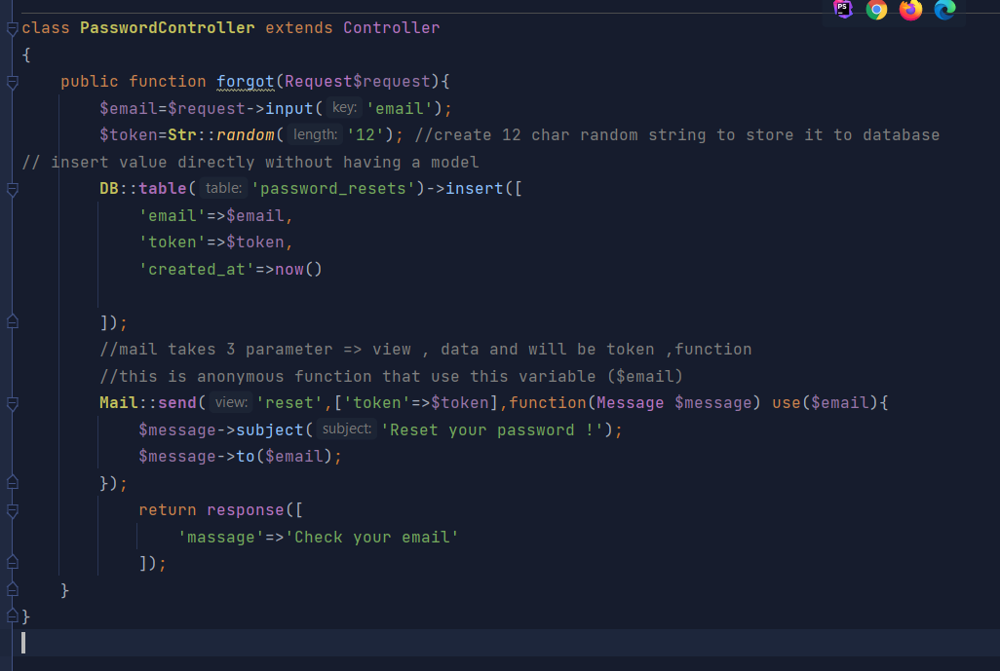 PS
class PasswordController extends Controller
{
public function forgot(Request$request){
$email=$request->input( key: 'email');
$token=Str::random( length: '12'); //create 12 char random string to store it to database
// insert value directly without having a model
DB::table( table: 'password_resets')->insert([
'email'=>$email,
'token'=>$token,
'created_at'=>now()
]);
//mail takes 3 parameter => view , data and will be token ,function
//this is anonymous function that use this variable ($email)
Mail::send( view: 'reset',['token'=>$token],function(Message $message) use($email){
$message->subject( subject: 'Reset your password !');
$message->to($email);
});
return response([
'massage'=>'Check your email'
]);
}
}